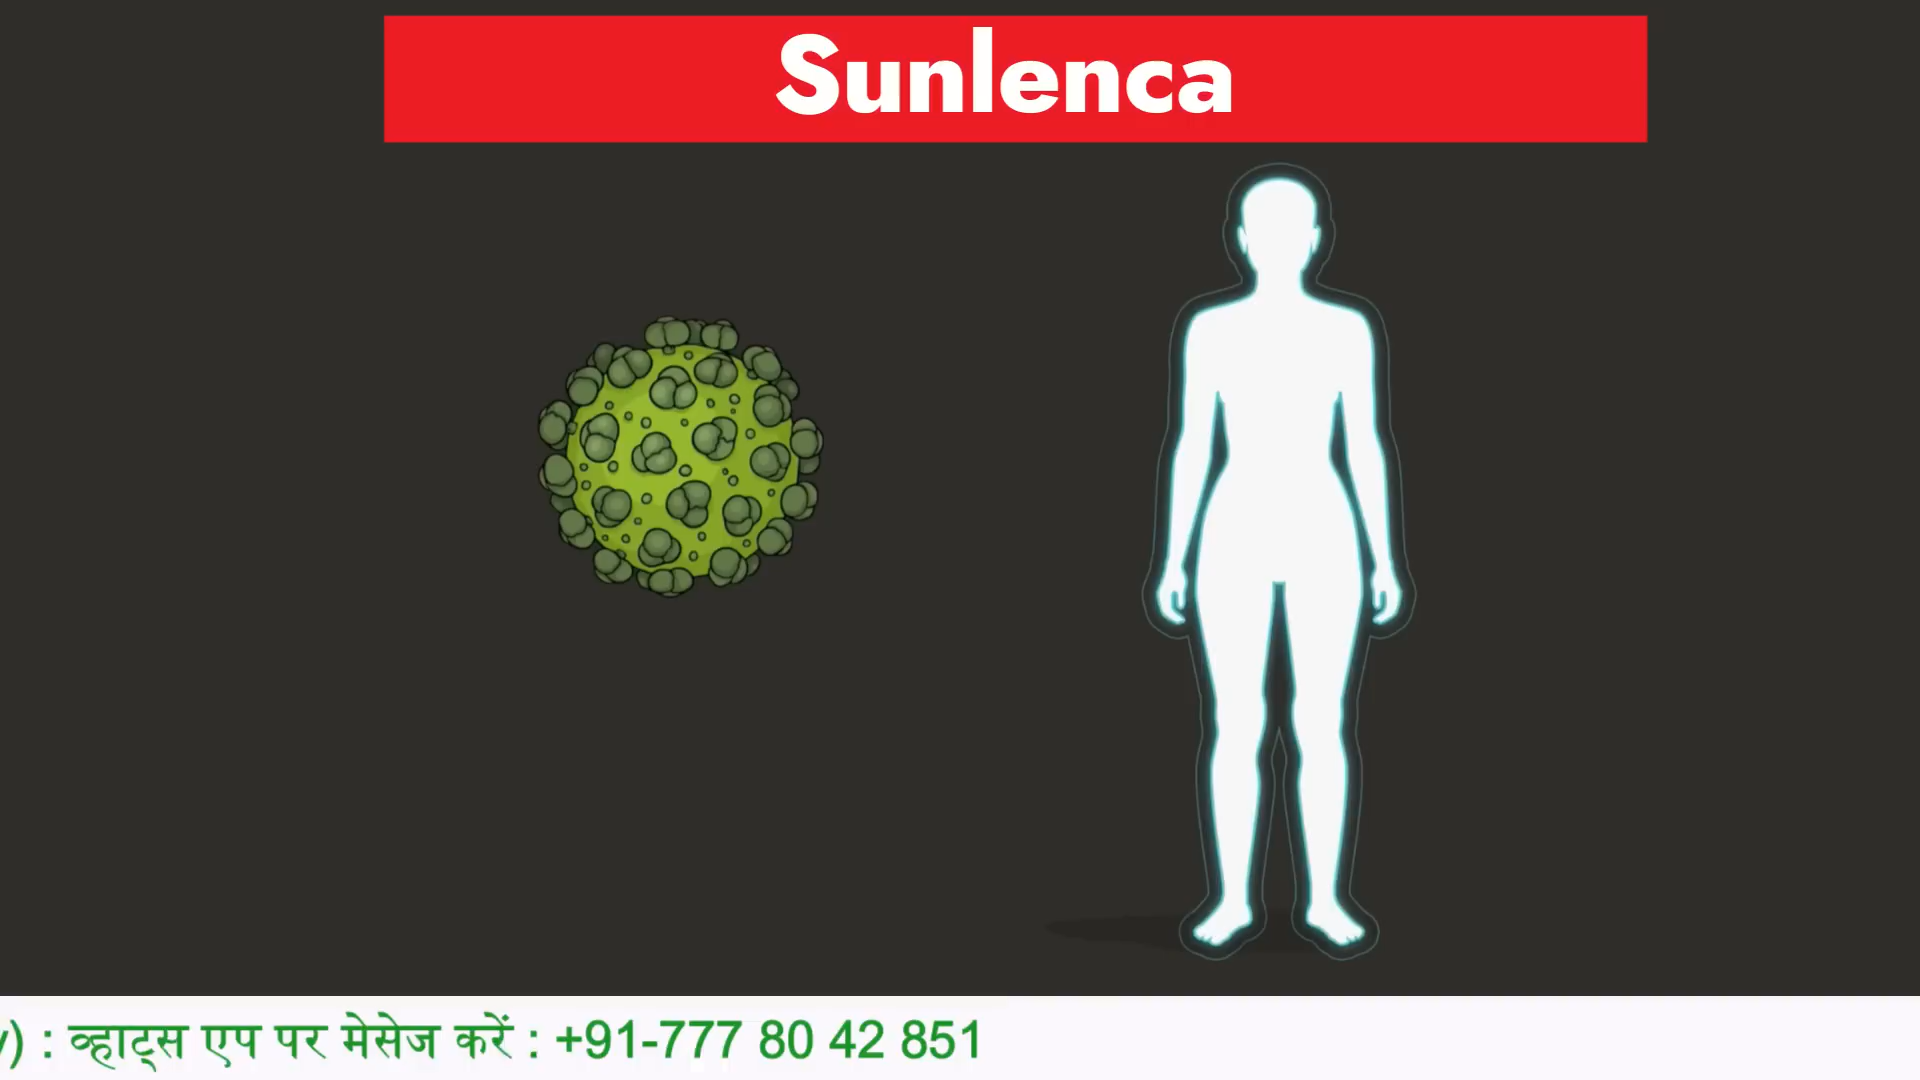 Sunlenca
) : व्हाट्स एप पर मेसेज करें : +91-777 80 42 851